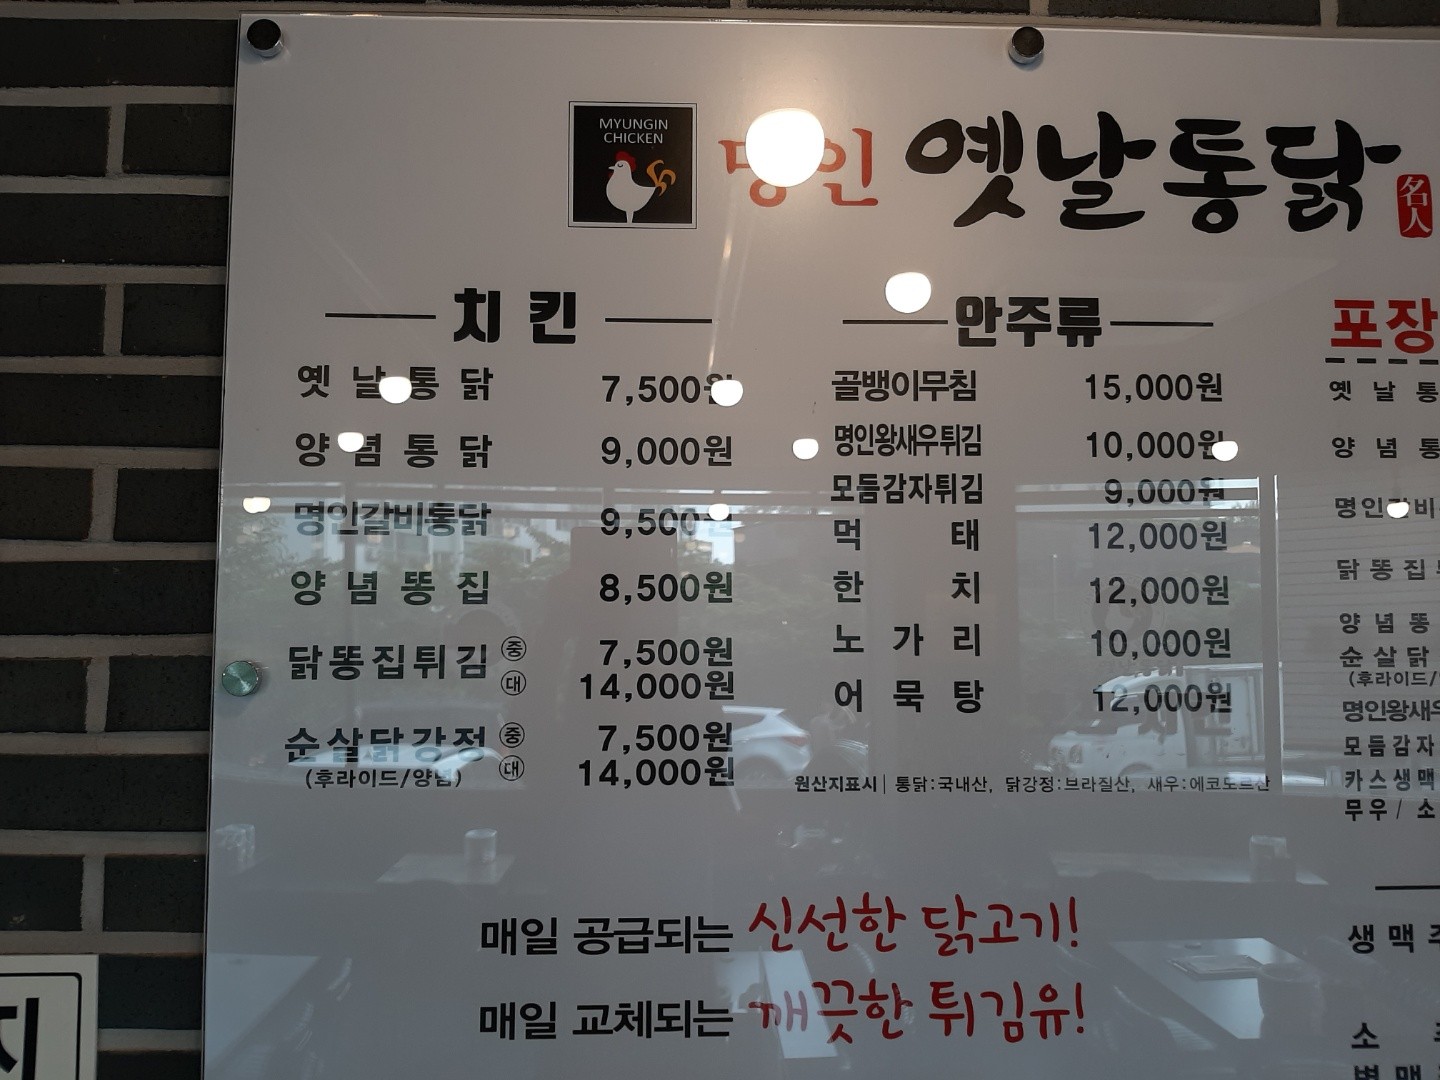 MYUNGIN
CHICKEN
명인 옛날통닭
名人
치킨
옛날통닭 7,500원
양념통닭 9,000원
명인갈비통닭 9,500원
양념똥집 8,500원
닭똥집튀김 중 7,500원
대 14,000원
순살닭강정 중 7,500원
(후라이드/양념) 대 14,000원
안주류
골뱅이무침 15,000원
명인왕새우튀김 10,000원
모듬감자튀김 9,000원
먹태 12,000원
한치 12,000원
노가리 10,000원
어묵탕 12,000원
원산지표시 | 통닭:국내산, 닭강정:브라질산, 새우:에코도르산
포장
옛날통
양념통
명인갈비
닭똥집
양념똥
순살닭
(후라이드/
명인왕새우
모듬감자
카스생맥
무우/소
생맥주
소
병맥
매일 공급되는 신선한 닭고기!
매일 교체되는 깨끗한 튀김유!
지